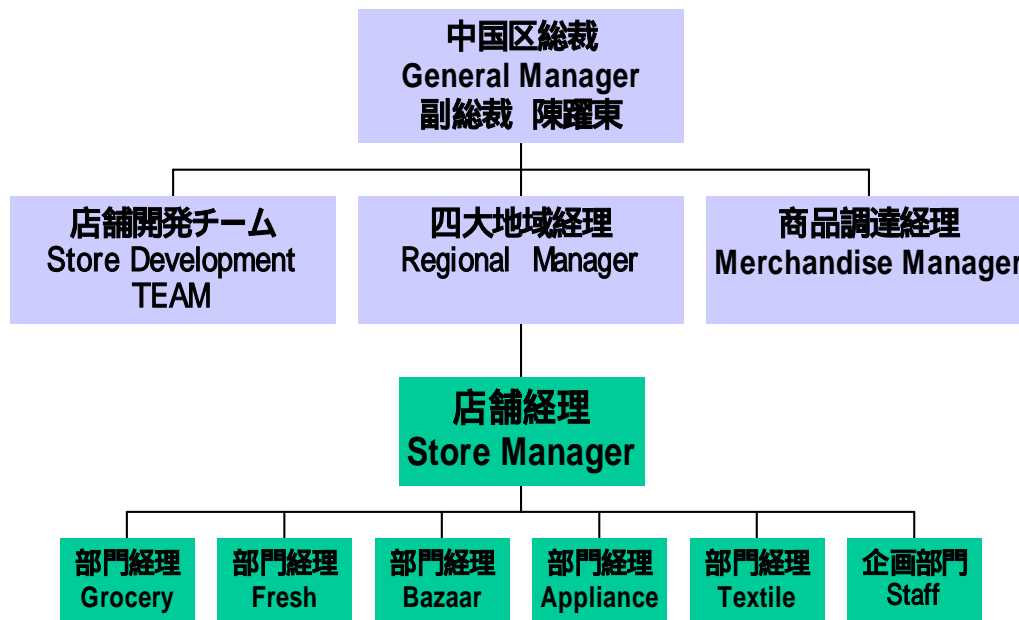 中国区総裁
General Manager
副総裁 陳躍東
店舗開発チーム
Store Development
TEAM
四大地域経理
Regional Manager
商品調達経理
Merchandise Manager
店舗経理
Store Manager
部門経理
Grocery
部門経理
Fresh
部門経理
Bazaar
部門経理
Appliance
部門経理
Textile
企画部門
Staff